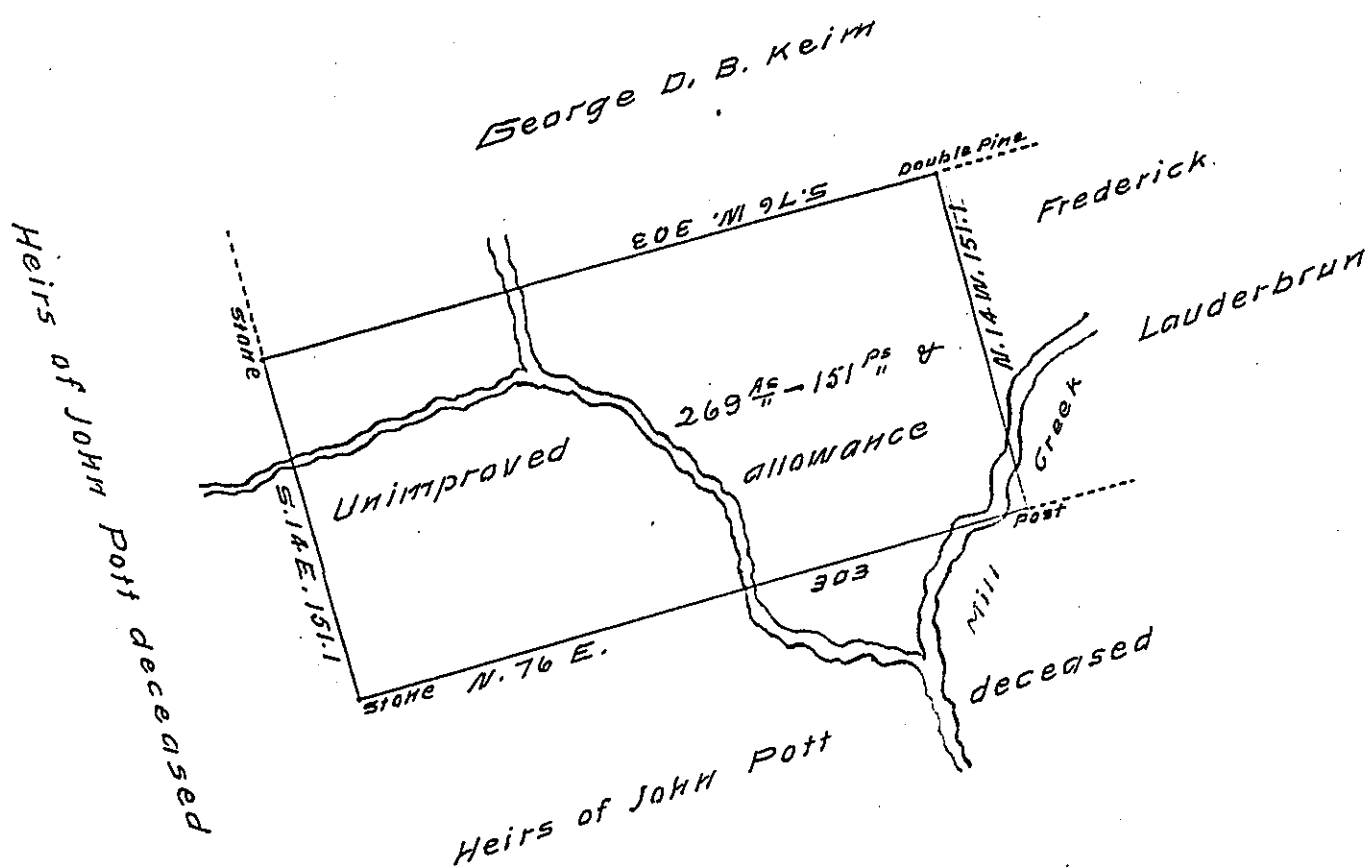 George D. B. Keim
Double Pine
S. 76 W. 303
Frederick
Lauderbrun
N. 14 W. 151.1
Stone
Heirs of John Pott deceased
269 As - 151 Ps &
allowance
Unimproved
Creek
Mill
Post
S. 14 E. 151.1
303
Stone N. 76 E.
deceased
Heirs of John Pott